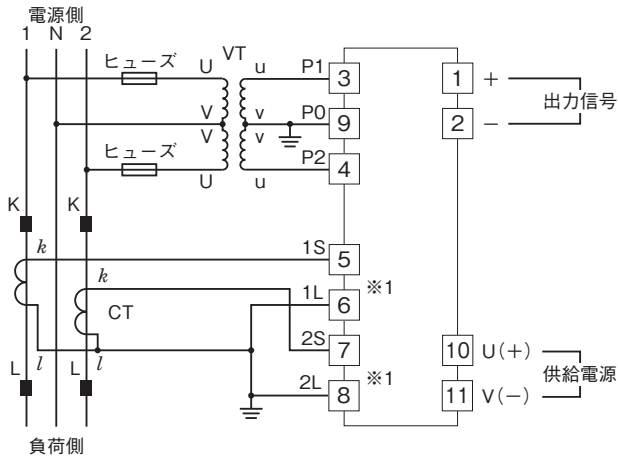 電源側
1 N 2
ヒューズ U VT u P1 3 1 +
出力信号
V v P0 9 2 −
V v
ヒューズ
U u P2 4
K K
k 1S 5
※1
k 1L 6
CT
2S 7 10 U(+)
※1
供給電源
L l L l 2L 8 11 V(−)
負荷側